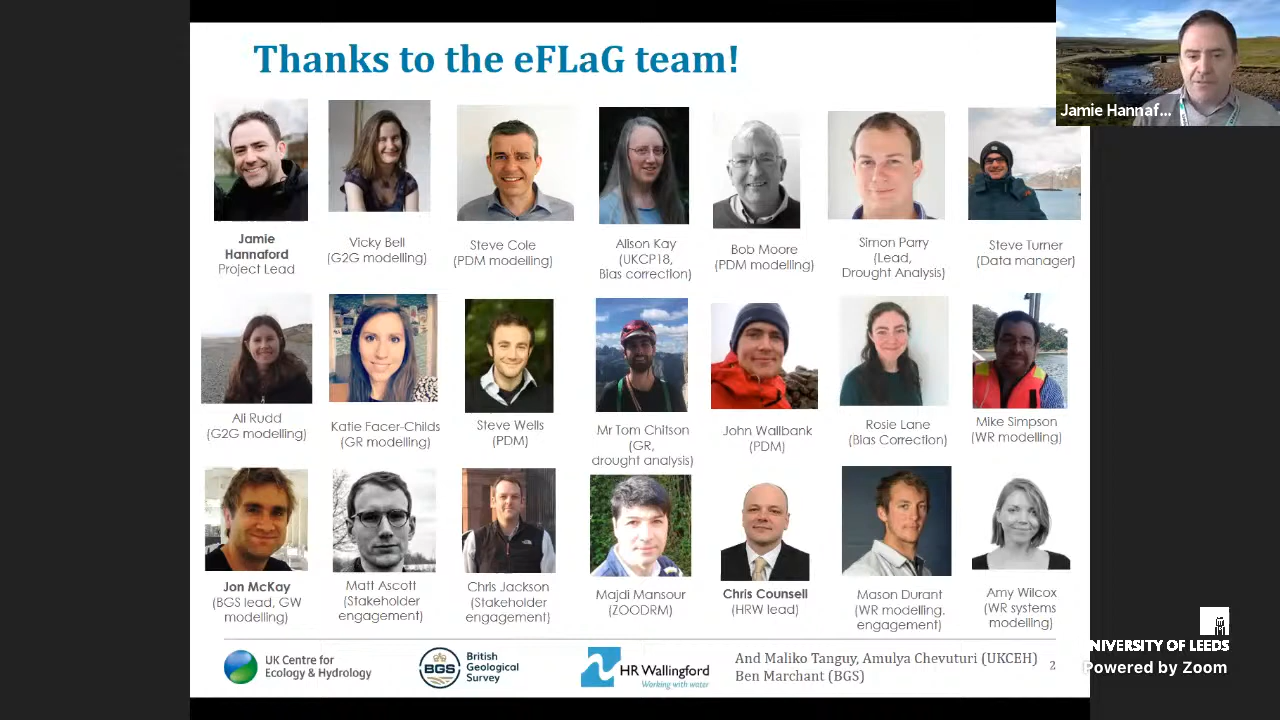 Thanks to the eFLaG team!
Jamie Hannaf...
Jamie
Hannaford
Project Lead
Vicky Bell
(G2G modelling)
Steve Cole
(PDM modelling)
Alison Kay
(UKCP18,
Bias correction)
Bob Moore
(PDM modelling)
Simon Parry
(Lead,
Drought Analysis)
Steve Turner
(Data manager)
Ali Rudd
(G2G modelling)
Katie Facer-Childs
(GR modelling)
Steve Wells
(PDM)
Mr Tom Chitson
(GR,
drought analysis)
John Wallbank
(PDM)
Rosie Lane
(Bias Correction)
Mike Simpson
(WR modelling)
Jon McKay
(BGS lead, GW
modelling)
Matt Ascott
(Stakeholder
engagement)
Chris Jackson
(Stakeholder
engagement)
Majdi Mansour
(ZOODRM)
Chris Counsell
(HRW lead)
Mason Durant
(WR modelling.
engagement)
Amy Wilcox
(WR systems
modelling)
UK Centre for
Ecology & Hydrology
BGS
British
Geological
Survey
HR Wallingford
Working with water
And Maliko Tanguy, Amulya Chevuturi (UKCEH)
Ben Marchant (BGS)
2
UNIVERSITY OF LEEDS
Powered by Zoom